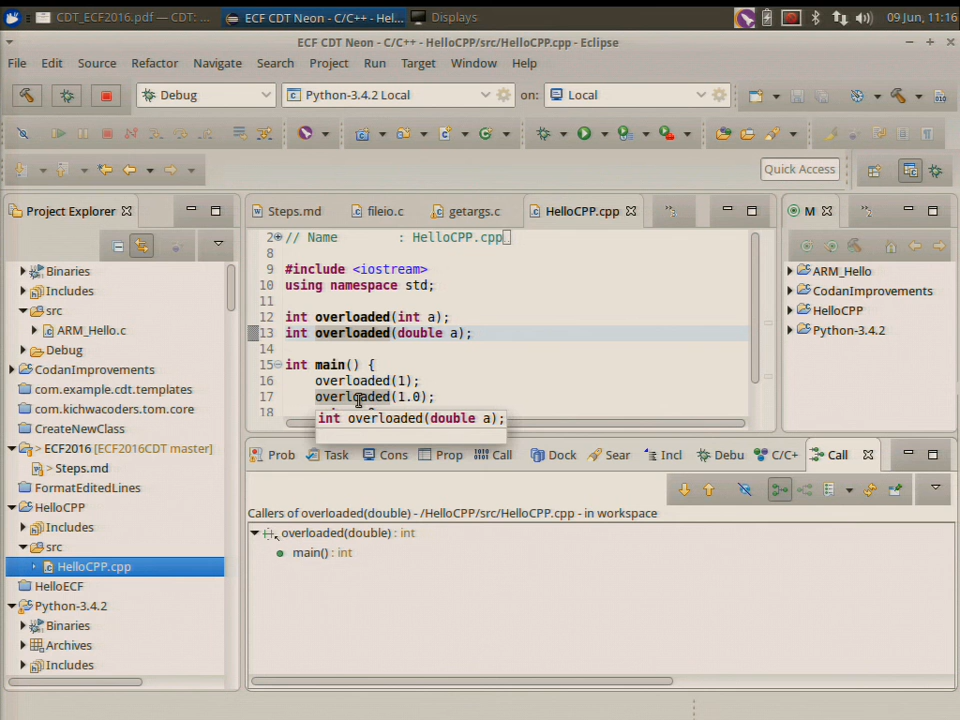 CDT_ECF2016.pdf — CDT: ...
ECF CDT Neon - C/C++ - Hel...
Displays
09 Jun, 11:16
ECF CDT Neon - C/C++ - HelloCPP/src/HelloCPP.cpp - Eclipse
File Edit Source Refactor Navigate Search Project Run Target Window Help
Debug
Python-3.4.2 Local
on:
Local
Quick Access
Project Explorer
Steps.md
fileio.c
getargs.c
HelloCPP.cpp
»3
M
»2
Binaries
Includes
src
ARM_Hello.c
Debug
CodanImprovements
com.example.cdt.templates
com.kichwacoders.tom.core
CreateNewClass
> ECF2016 [ECF2016CDT master]
> Steps.md
FormatEditedLines
HelloCPP
Includes
src
HelloCPP.cpp
HelloECF
Python-3.4.2
Binaries
Archives
Includes
2 // Name : HelloCPP.cpp
8
9 #include <iostream>
10 using namespace std;
11
12 int overloaded(int a);
13 int overloaded(double a);
14
15 int main() {
16 overloaded(1);
17 overloaded(1.0);
18
int overloaded(double a);
ARM_Hello
CodanImprovements
HelloCPP
Python-3.4.2
Prob Task Cons Prop Call Dock Sear Incl Debu C/C+ Call
Callers of overloaded(double) - /HelloCPP/src/HelloCPP.cpp - in workspace
overloaded(double) : int
main() : int